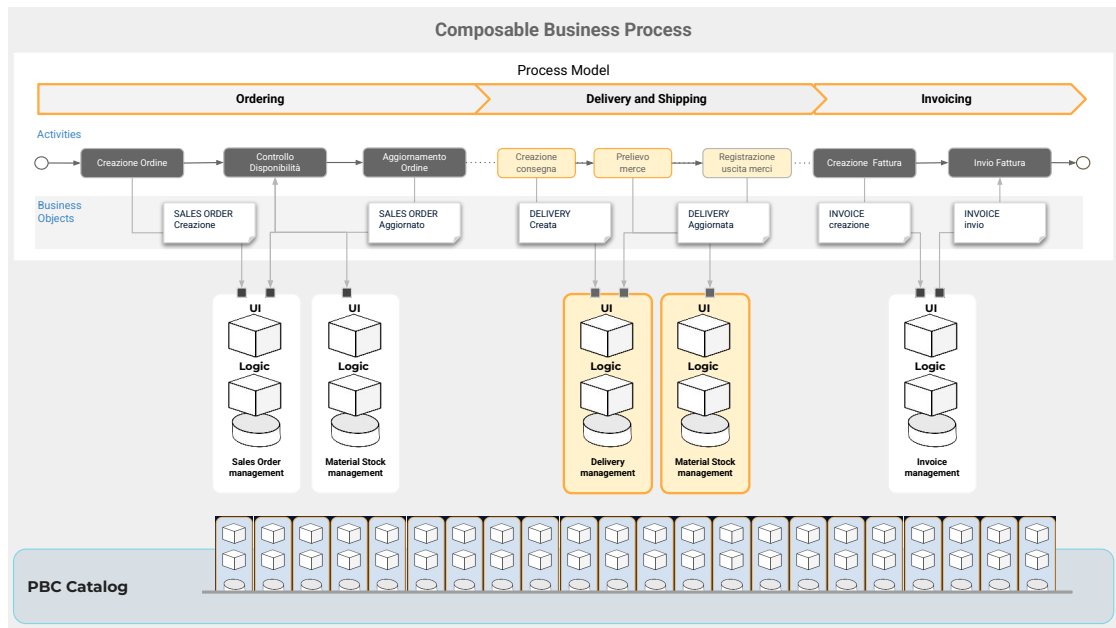 Composable Business Process
Process Model
Ordering
Delivery and Shipping
Invoicing
Activities
Creazione Ordine
Controllo
Disponibilità
Aggiornamento
Ordine
Creazione
consegna
Prelievo
merce
Registrazione
uscita merci
Creazione Fattura
Invio Fattura
Business
Objects
SALES ORDER
Creazione
SALES ORDER
Aggiornato
DELIVERY
Creata
DELIVERY
Aggiornata
INVOICE
creazione
INVOICE
invio
UI
Logic
Sales Order
management
UI
Logic
Material Stock
management
UI
Logic
Delivery
management
UI
Logic
Material Stock
management
UI
Logic
Invoice
management
PBC Catalog